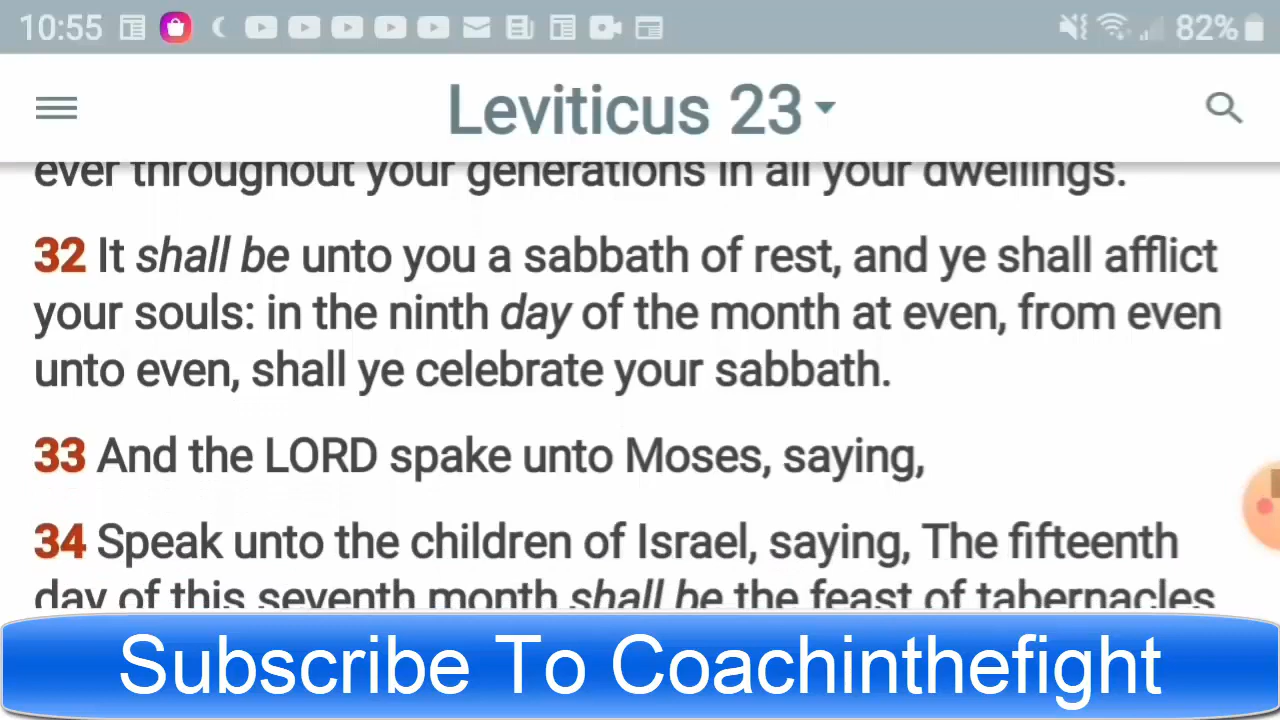 10:55 82%
Leviticus 23
ever throughout your generations in all your dwellings.
32 It shall be unto you a sabbath of rest, and ye shall afflict
your souls: in the ninth day of the month at even, from even
unto even, shall ye celebrate your sabbath.
33 And the LORD spake unto Moses, saying,
34 Speak unto the children of Israel, saying, The fifteenth
day of this seventh month shall be the feast of tabernacles
Subscribe To Coachinthefight